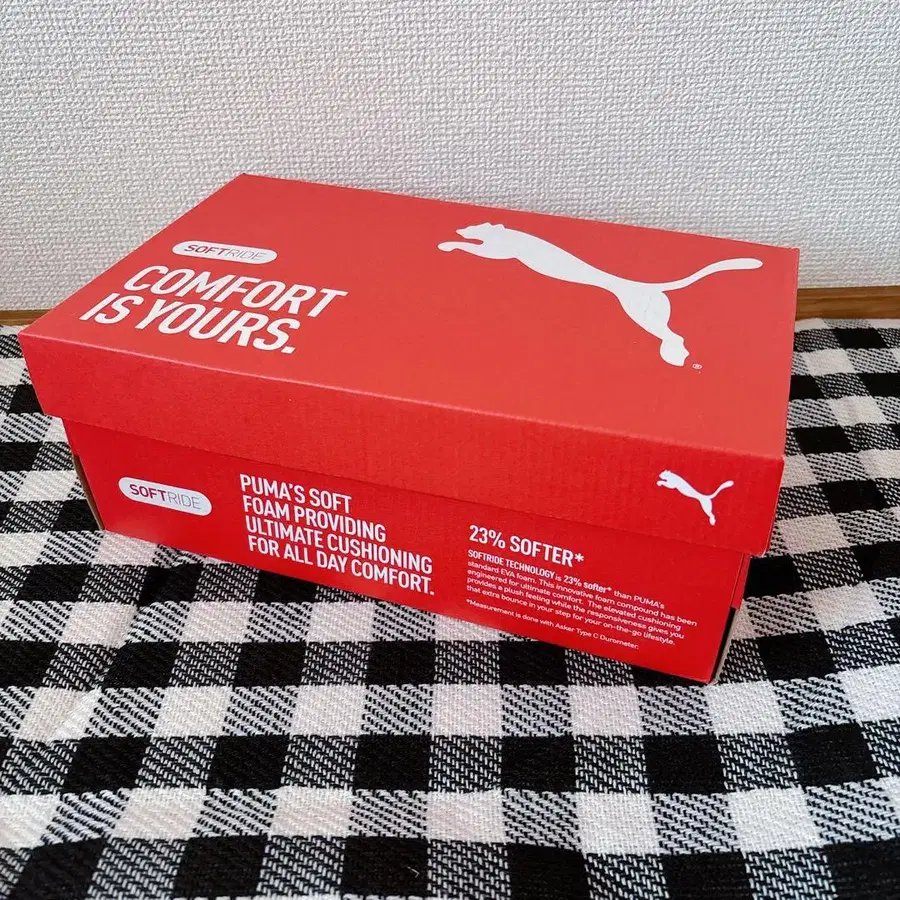 SOFTRIDE
COMFORT
IS YOURS.
®
SOFTRIDE
PUMA'S SOFT
FOAM PROVIDING
ULTIMATE CUSHIONING
FOR ALL DAY COMFORT.
23% SOFTER*
SOFTRIDE TECHNOLOGY is 23% softer* than PUMA's
standard EVA foam. This innovative foam compound has been
engineered for ultimate comfort. The elevated cushioning
provides a plush feeling while the responsiveness gives you
that extra bounce in your step for your on-the-go lifestyle.
*Measurement is done with Asker Type C Durometer.